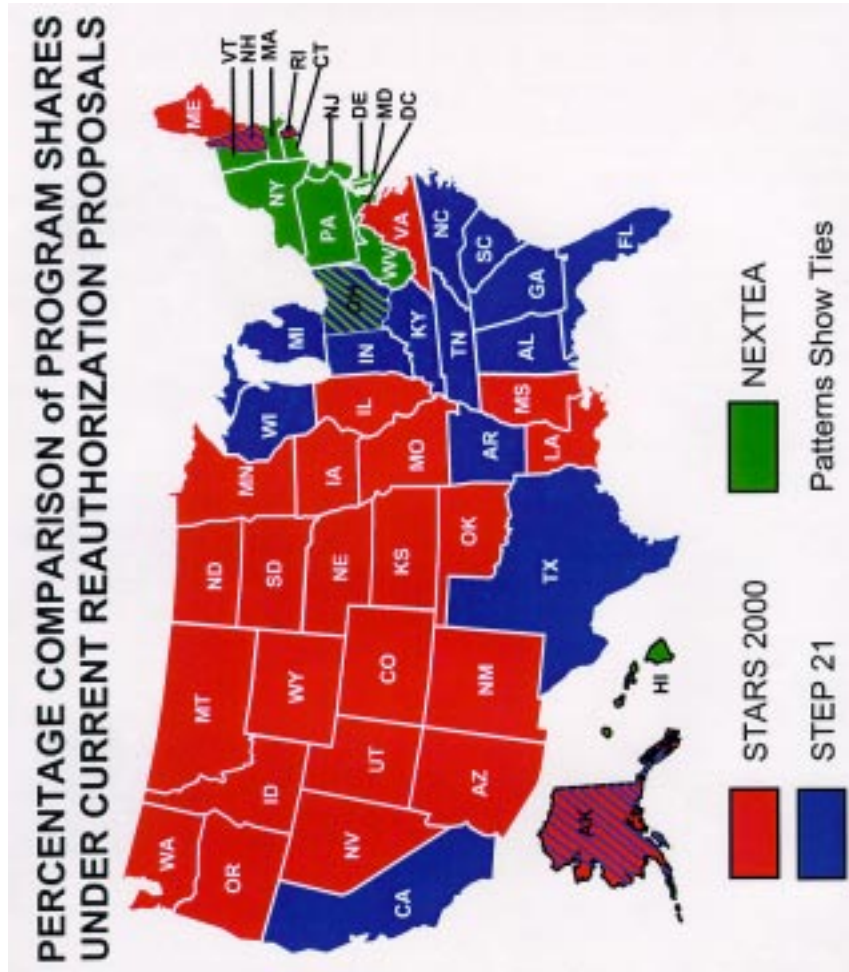 PERCENTAGE COMPARISON of PROGRAM SHARES
UNDER CURRENT REAUTHORIZATION PROPOSALS
WA
OR
CA
NV
ID
MT
WY
UT
AZ
CO
NM
ND
SD
NE
KS
OK
TX
MN
IA
MO
AR
LA
WI
IL
MS
MI
IN
KY
TN
AL
OH
WV
VA
NC
SC
GA
FL
PA
NY
ME
VT
NH
MA
RI
CT
NJ
DE
MD
DC
AK
HI
STARS 2000
NEXTEA
STEP 21
Patterns Show Ties